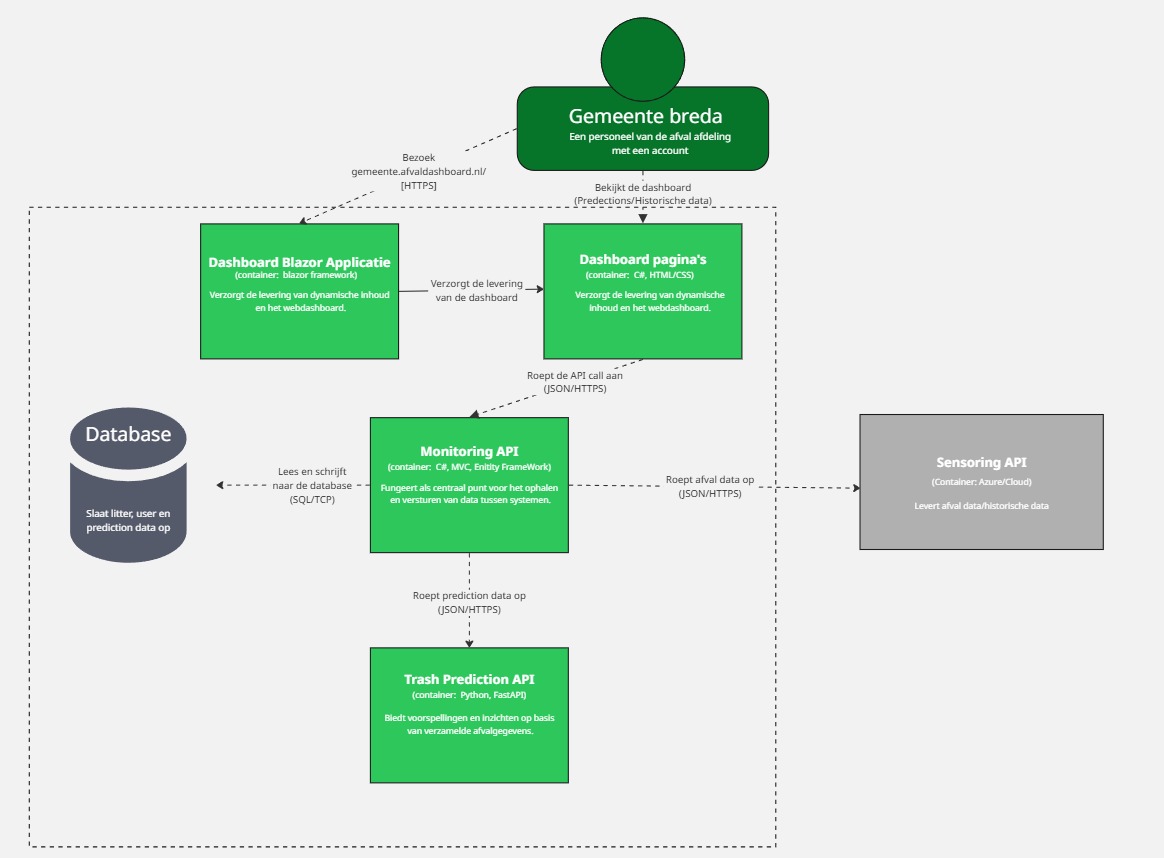 Gemeente breda
Een personeel van de afval afdeling
met een account
Bezoek
gemeente.afvaldashboard.nl/
[HTTPS]
Bekijkt de dashboard
(Predections/Historische data)
Dashboard Blazor Applicatie
(container:  blazor framework)
Verzorgt de levering van dynamische inhoud
en het webdashboard.
Verzorgt de levering
van de dashboard
Dashboard pagina's
(container:  C#, HTML/CSS)
Verzorgt de levering van dynamische
inhoud en het webdashboard.
Roept de API call aan
(JSON/HTTPS)
Database
Slaat litter, user en
prediction data op
Lees en schrijft
naar de database
(SQL/TCP)
Monitoring API
(container:  C#, MVC, Enitity FrameWork)
Fungeert als centraal punt voor het ophalen
en versturen van data tussen systemen.
Roept afval data op
(JSON/HTTPS)
Sensoring API
(Container: Azure/Cloud)
Levert afval data/historische data
Roept prediction data op
(JSON/HTTPS)
Trash Prediction API
(container:  Python, FastAPI)
Biedt voorspellingen en inzichten op basis
van verzamelde afvalgegevens.